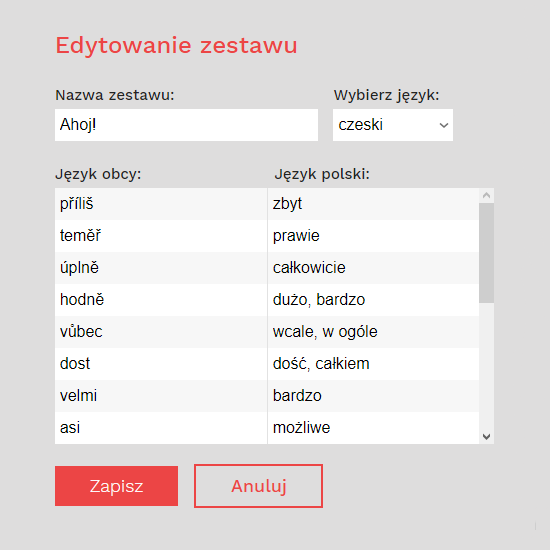 Edytowanie zestawu
Nazwa zestawu: Wybierz język:
Ahoj! czeski
Język obcy: Język polski:
příliš zbyt
teměř prawie
úplně całkowicie
hodně dużo, bardzo
vůbec wcale, w ogóle
dost dość, całkiem
velmi bardzo
asi możliwe
Zapisz Anuluj